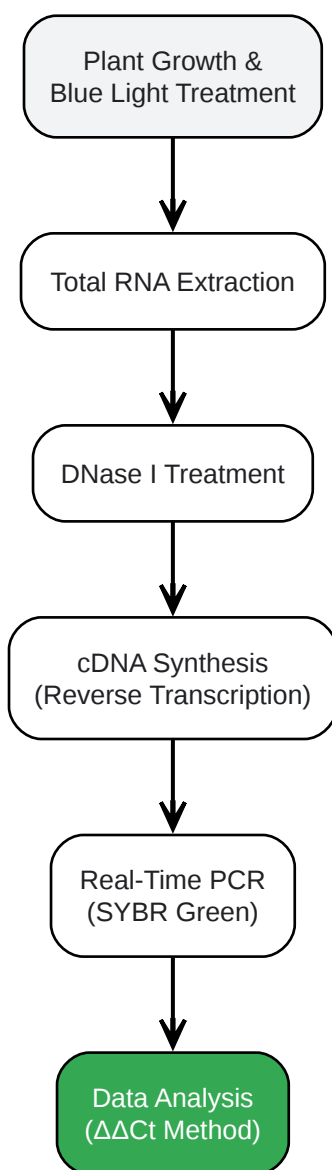 Plant Growth &
Blue Light Treatment
Total RNA Extraction
DNase I Treatment
cDNA Synthesis
(Reverse Transcription)
Real-Time PCR
(SYBR Green)
Data Analysis
(ΔΔCt Method)